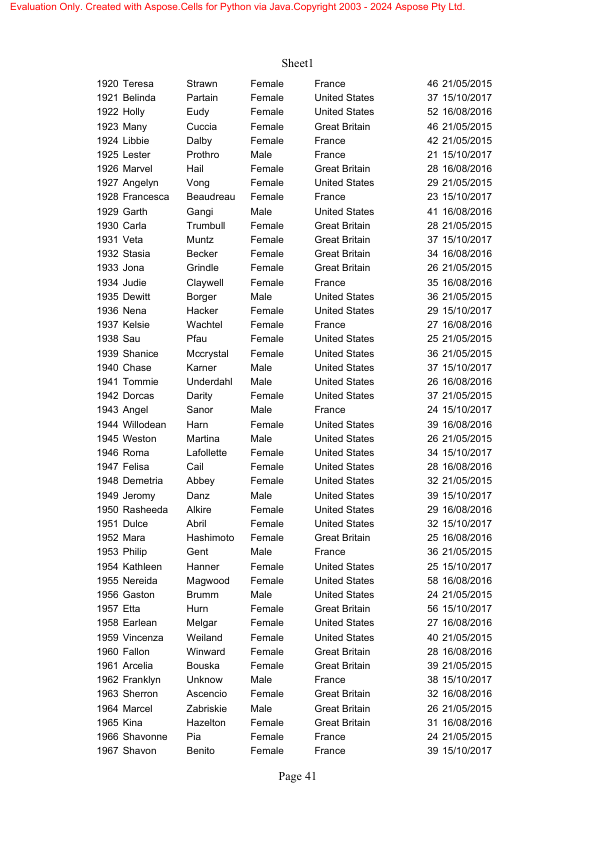 Evaluation Only. Created with Aspose.Cells for Python via Java.Copyright 2003 - 2024 Aspose Pty Ltd.
Sheet1
1920 Teresa Strawn Female France 46 21/05/2015
1921 Belinda Partain Female United States 37 15/10/2017
1922 Holly Eudy Female United States 52 16/08/2016
1923 Many Cuccia Female Great Britain 46 21/05/2015
1924 Libbie Dalby Female France 42 21/05/2015
1925 Lester Prothro Male France 21 15/10/2017
1926 Marvel Hail Female Great Britain 28 16/08/2016
1927 Angelyn Vong Female United States 29 21/05/2015
1928 Francesca Beaudreau Female France 23 15/10/2017
1929 Garth Gangi Male United States 41 16/08/2016
1930 Carla Trumbull Female Great Britain 28 21/05/2015
1931 Veta Muntz Female Great Britain 37 15/10/2017
1932 Stasia Becker Female Great Britain 34 16/08/2016
1933 Jona Grindle Female Great Britain 26 21/05/2015
1934 Judie Claywell Female France 35 16/08/2016
1935 Dewitt Borger Male United States 36 21/05/2015
1936 Nena Hacker Female United States 29 15/10/2017
1937 Kelsie Wachtel Female France 27 16/08/2016
1938 Sau Pfau Female United States 25 21/05/2015
1939 Shanice Mccrystal Female United States 36 21/05/2015
1940 Chase Karner Male United States 37 15/10/2017
1941 Tommie Underdahl Male United States 26 16/08/2016
1942 Dorcas Darity Female United States 37 21/05/2015
1943 Angel Sanor Male France 24 15/10/2017
1944 Willodean Harn Female United States 39 16/08/2016
1945 Weston Martina Male United States 26 21/05/2015
1946 Roma Lafollette Female United States 34 15/10/2017
1947 Felisa Cail Female United States 28 16/08/2016
1948 Demetria Abbey Female United States 32 21/05/2015
1949 Jeromy Danz Male United States 39 15/10/2017
1950 Rasheeda Alkire Female United States 29 16/08/2016
1951 Dulce Abril Female United States 32 15/10/2017
1952 Mara Hashimoto Female Great Britain 25 16/08/2016
1953 Philip Gent Male France 36 21/05/2015
1954 Kathleen Hanner Female United States 25 15/10/2017
1955 Nereida Magwood Female United States 58 16/08/2016
1956 Gaston Brumm Male United States 24 21/05/2015
1957 Etta Hurn Female Great Britain 56 15/10/2017
1958 Earlean Melgar Female United States 27 16/08/2016
1959 Vincenza Weiland Female United States 40 21/05/2015
1960 Fallon Winward Female Great Britain 28 16/08/2016
1961 Arcelia Bouska Female Great Britain 39 21/05/2015
1962 Franklyn Unknow Male France 38 15/10/2017
1963 Sherron Ascencio Female Great Britain 32 16/08/2016
1964 Marcel Zabriskie Male Great Britain 26 21/05/2015
1965 Kina Hazelton Female Great Britain 31 16/08/2016
1966 Shavonne Pia Female France 24 21/05/2015
1967 Shavon Benito Female France 39 15/10/2017
Page 41